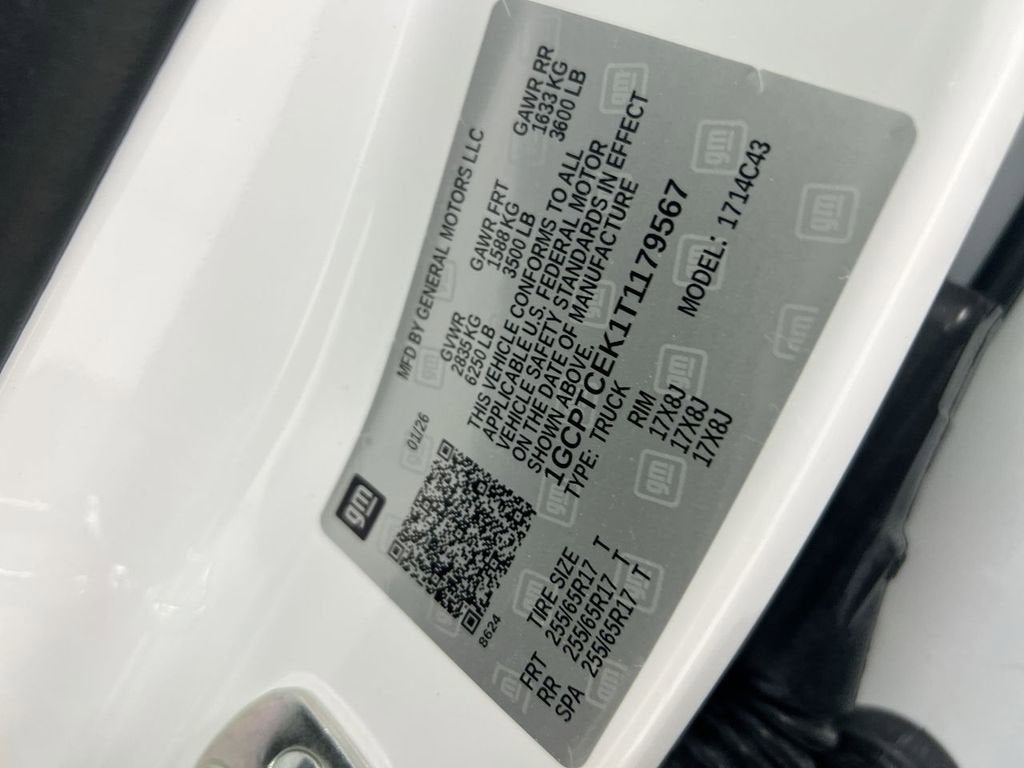 gm
01/26 MFD BY GENERAL MOTORS LLC
GVWR GAWR FRT GAWR RR
2835 KG 1588 KG 1633 KG
6250 LB 3500 LB 3600 LB
THIS VEHICLE CONFORMS TO ALL
APPLICABLE U.S. FEDERAL MOTOR
VEHICLE SAFETY STANDARDS IN EFFECT
ON THE DATE OF MANUFACTURE
SHOWN ABOVE.
1GCPTCEK1T1179567
TYPE: TRUCK MODEL: 1714C43
8624
TIRE SIZE RIM
FRT 255/65R17 T 17X8J
RR 255/65R17 T 17X8J
SPA 255/65R17 T 17X8J